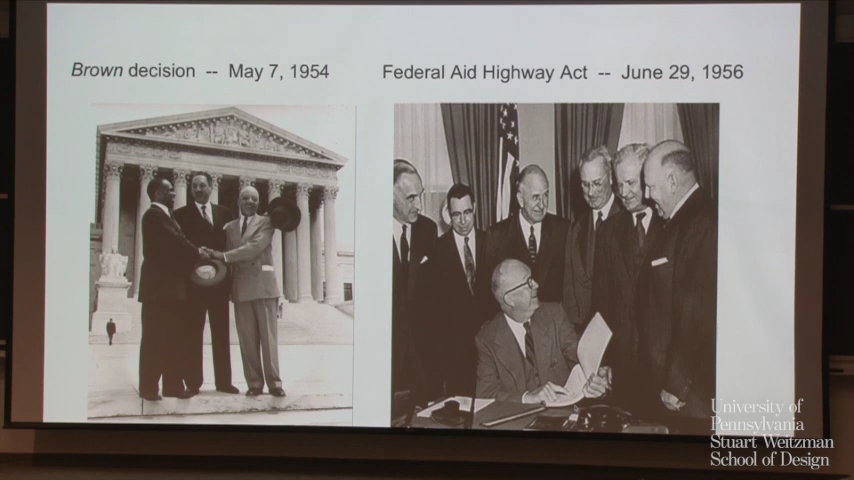 Brown decision -- May 7, 1954
Federal Aid Highway Act -- June 29, 1956
University of
Pennsylvania
Stuart Weitzman
School of Design